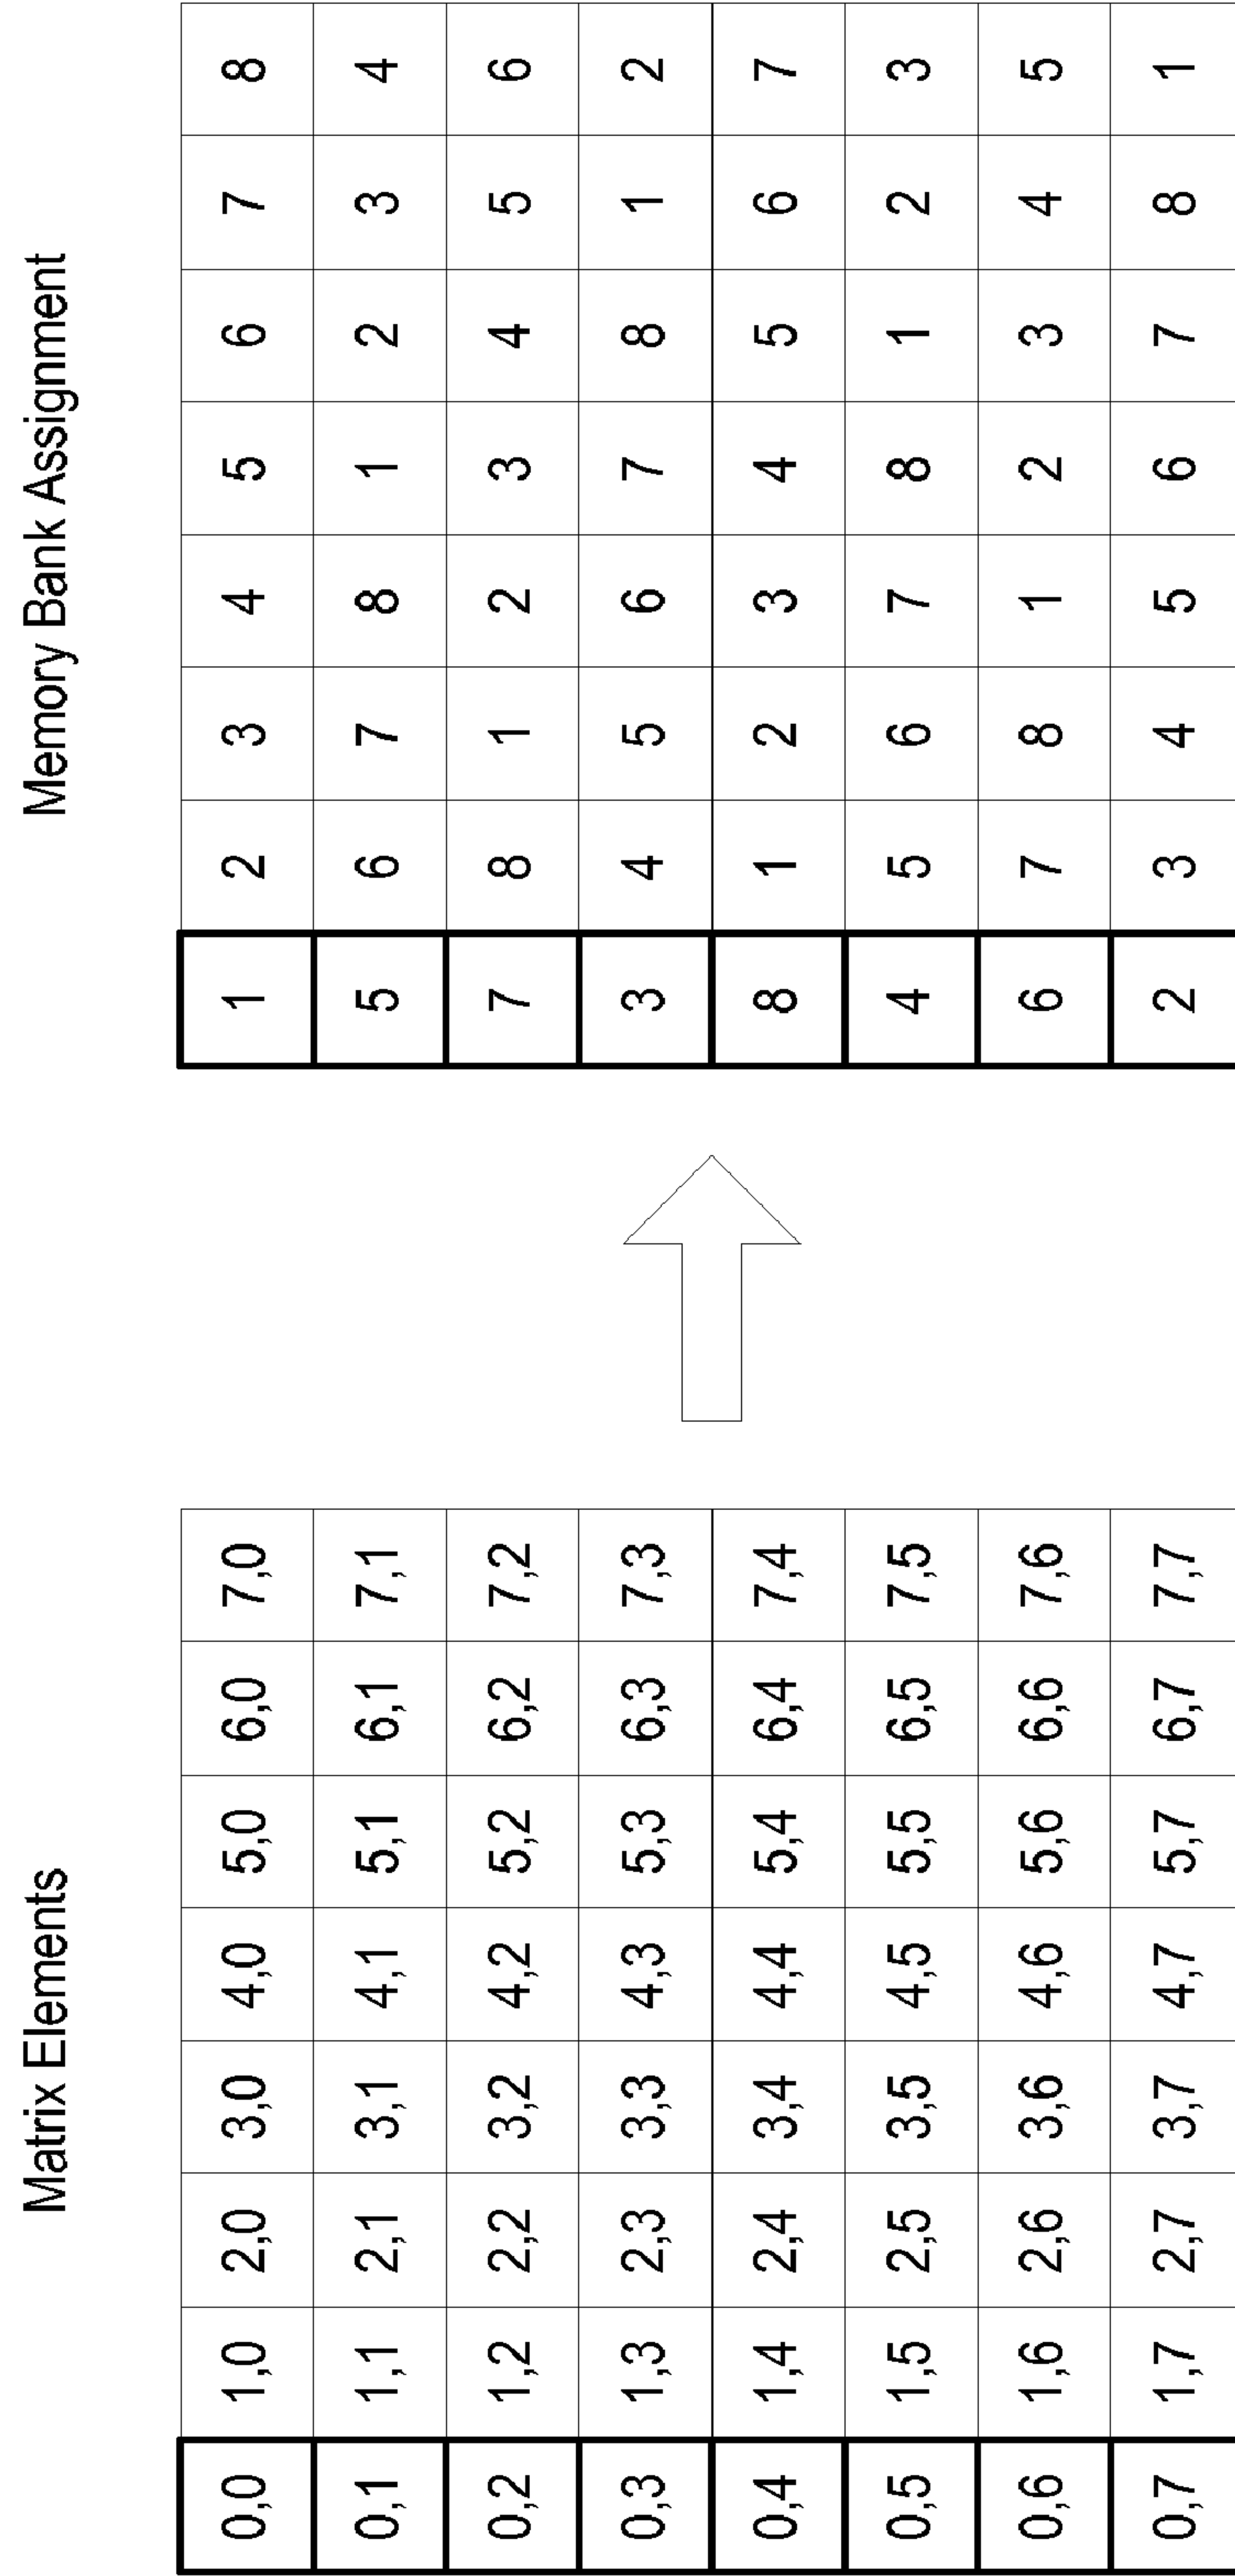 Matrix Elements
0,0 1,0 2,0 3,0 4,0 5,0 6,0 7,0
0,1 1,1 2,1 3,1 4,1 5,1 6,1 7,1
0,2 1,2 2,2 3,2 4,2 5,2 6,2 7,2
0,3 1,3 2,3 3,3 4,3 5,3 6,3 7,3
0,4 1,4 2,4 3,4 4,4 5,4 6,4 7,4
0,5 1,5 2,5 3,5 4,5 5,5 6,5 7,5
0,6 1,6 2,6 3,6 4,6 5,6 6,6 7,6
0,7 1,7 2,7 3,7 4,7 5,7 6,7 7,7
Memory Bank Assignment
1 2 3 4 5 6 7 8
5 6 7 8 1 2 3 4
7 8 1 2 3 4 5 6
3 4 5 6 7 8 1 2
8 1 2 3 4 5 6 7
4 5 6 7 8 1 2 3
6 7 8 1 2 3 4 5
2 3 4 5 6 7 8 1